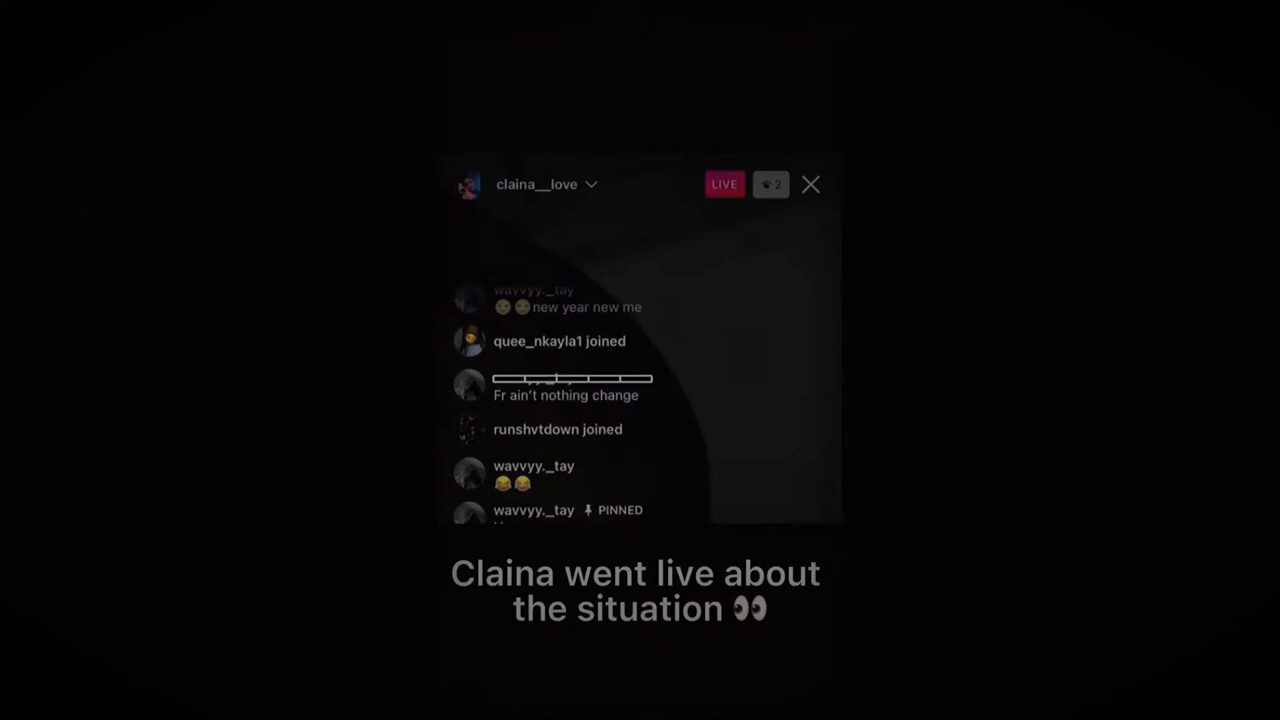 claina__love
LIVE 2
wavvyy._tay
😊😊new year new me
quee_nkayla1 joined
Fr ain't nothing change
runshvtdown joined
wavvyy._tay
😂😂
wavvyy._tay PINNED
Claina went live about
the situation 👀